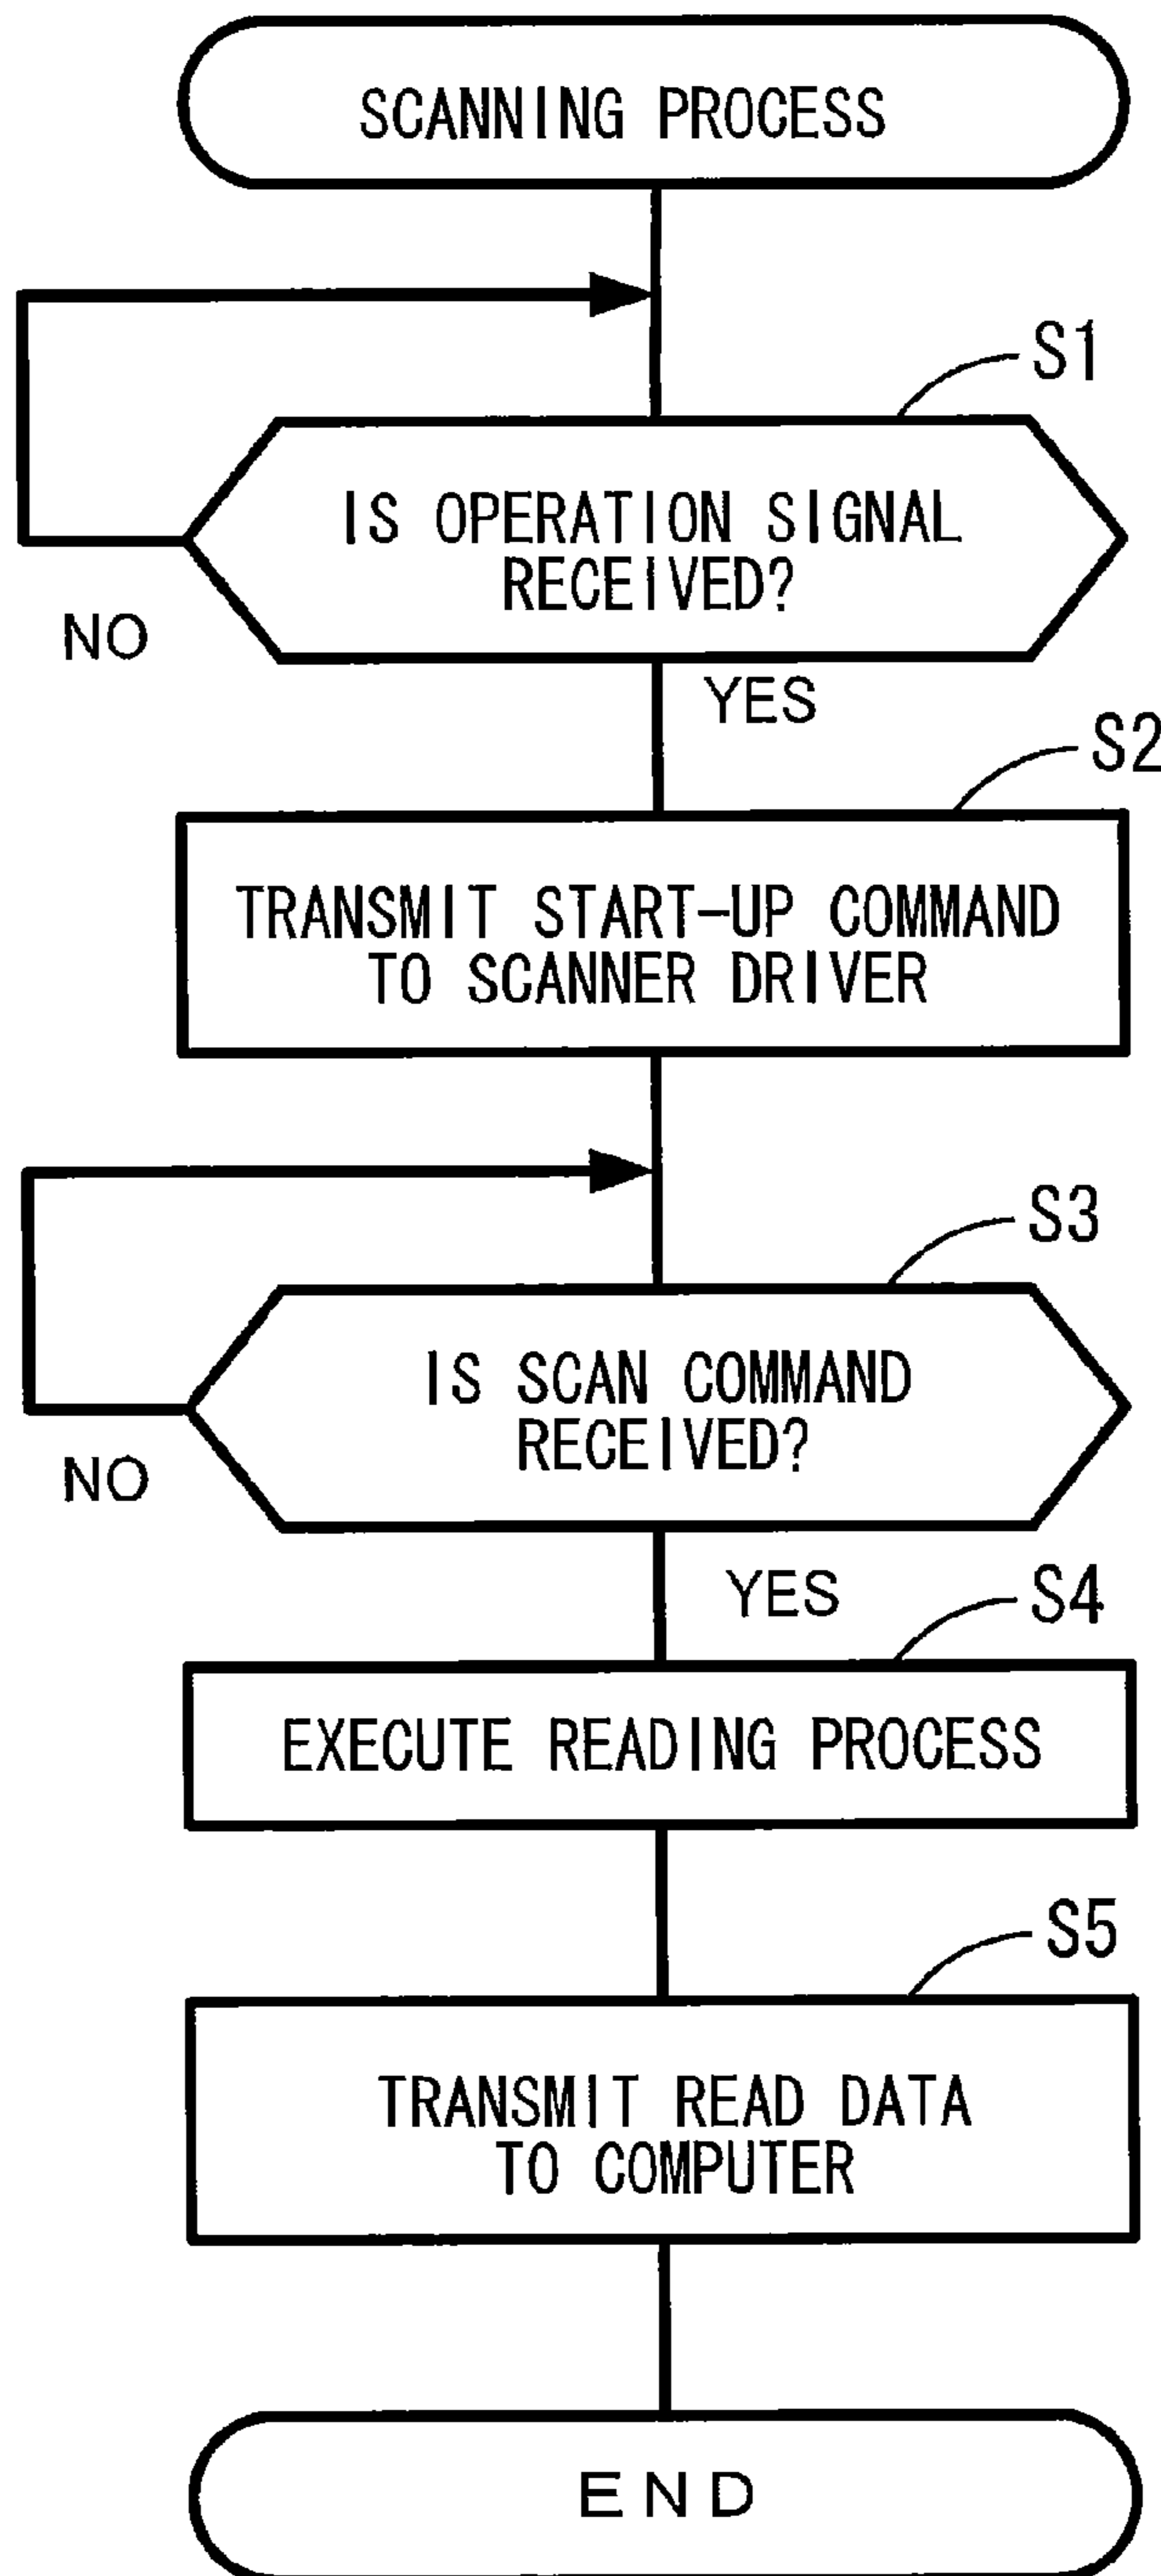 SCANNING PROCESS
S1
IS OPERATION SIGNAL
RECEIVED?
NO
YES
S2
TRANSMIT START-UP COMMAND
TO SCANNER DRIVER
S3
IS SCAN COMMAND
RECEIVED?
NO
YES
S4
EXECUTE READING PROCESS
S5
TRANSMIT READ DATA
TO COMPUTER
END